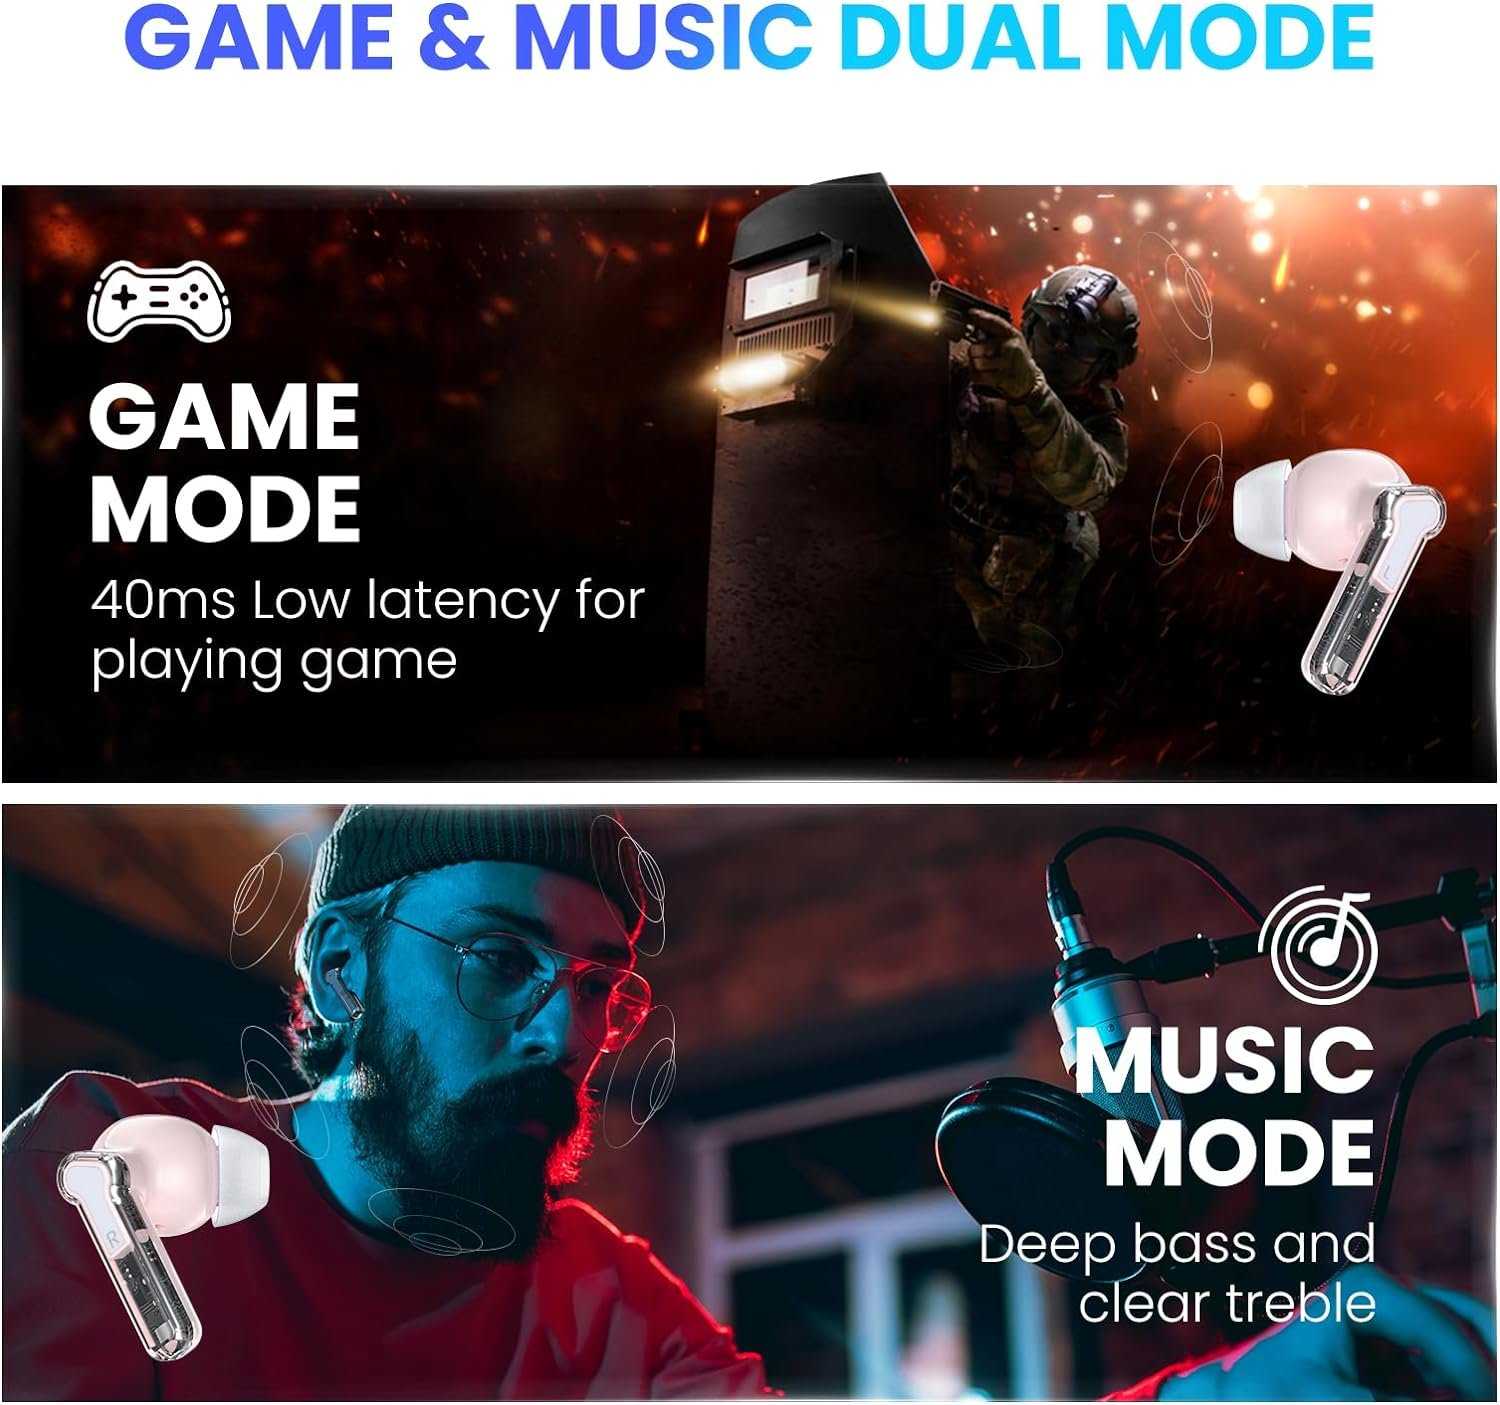 GAME & MUSIC DUAL MODE
GAME
MODE
40ms Low latency for
playing game
L
MUSIC
MODE
Deep bass and
clear treble
R